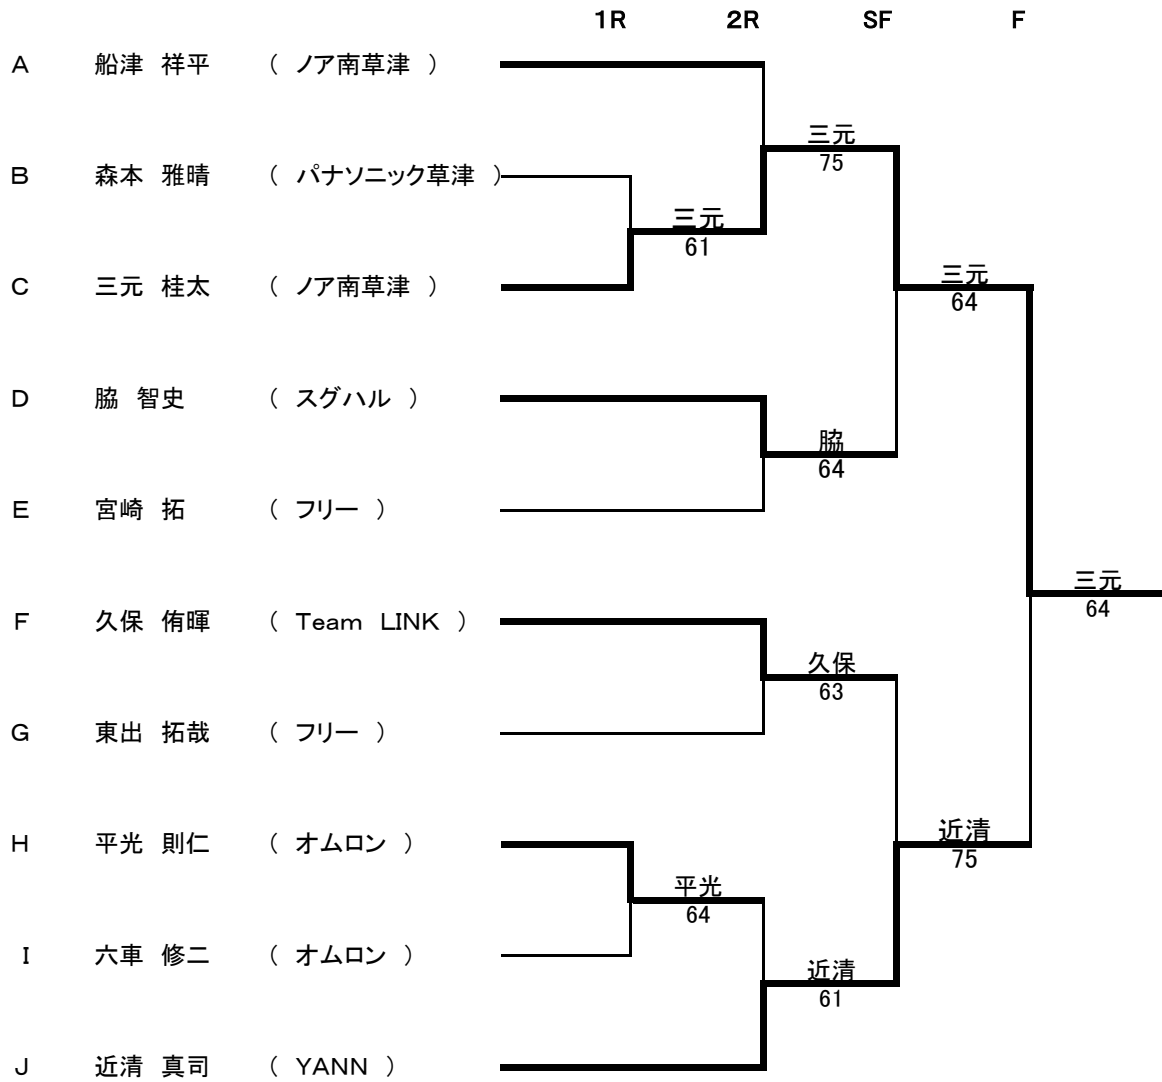 1R 2R SF F
A 船津 祥平 ( ノア南草津 )
三元
75
B 森本 雅晴 ( パナソニック草津 )
三元
61
C 三元 桂太 ( ノア南草津 )
三元
64
D 脇 智史 ( スグハル )
脇
64
E 宮崎 拓 ( フリー )
三元
64
F 久保 侑暉 ( Team LINK )
久保
63
G 東出 拓哉 ( フリー )
H 平光 則仁 ( オムロン )
近清
75
平光
64
I 六車 修二 ( オムロン )
近清
61
J 近清 真司 ( YANN )